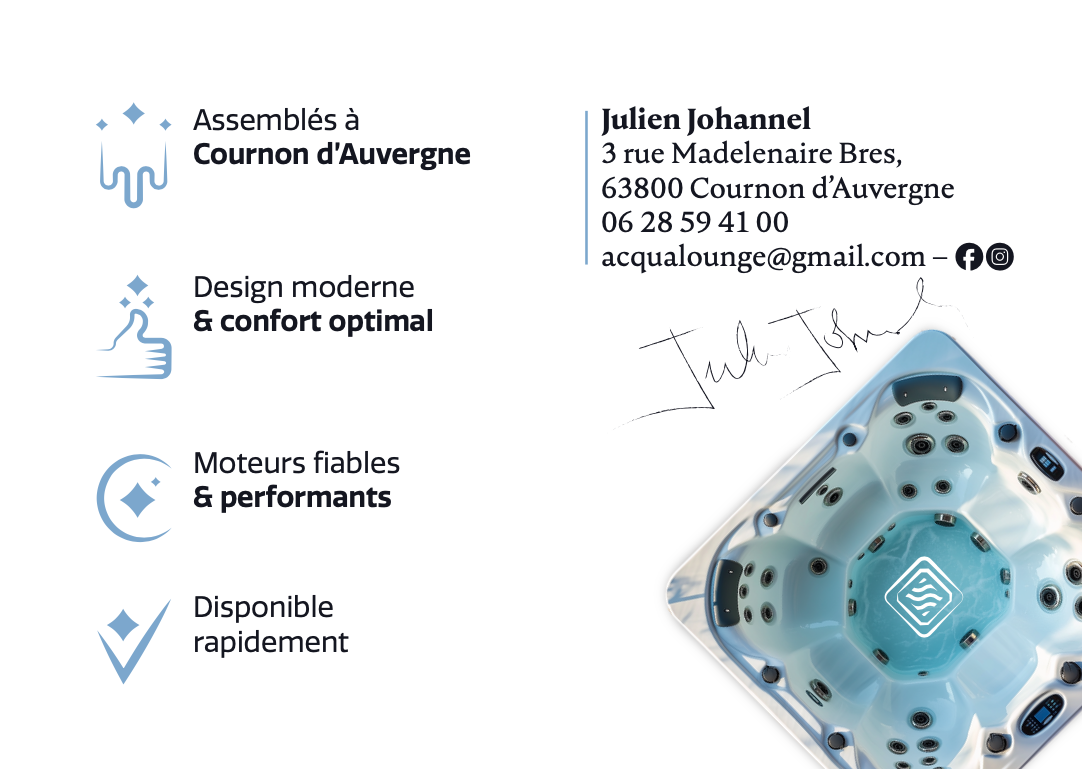 Assemblés à
Cournon d'Auvergne
Design moderne
& confort optimal
Moteurs fiables
& performants
Disponible
rapidement
Julien Johannel
3 rue Madelenaire Bres,
63800 Cournon d’Auvergne
06 28 59 41 00
acqualounge@gmail.com –
Julien Johannel